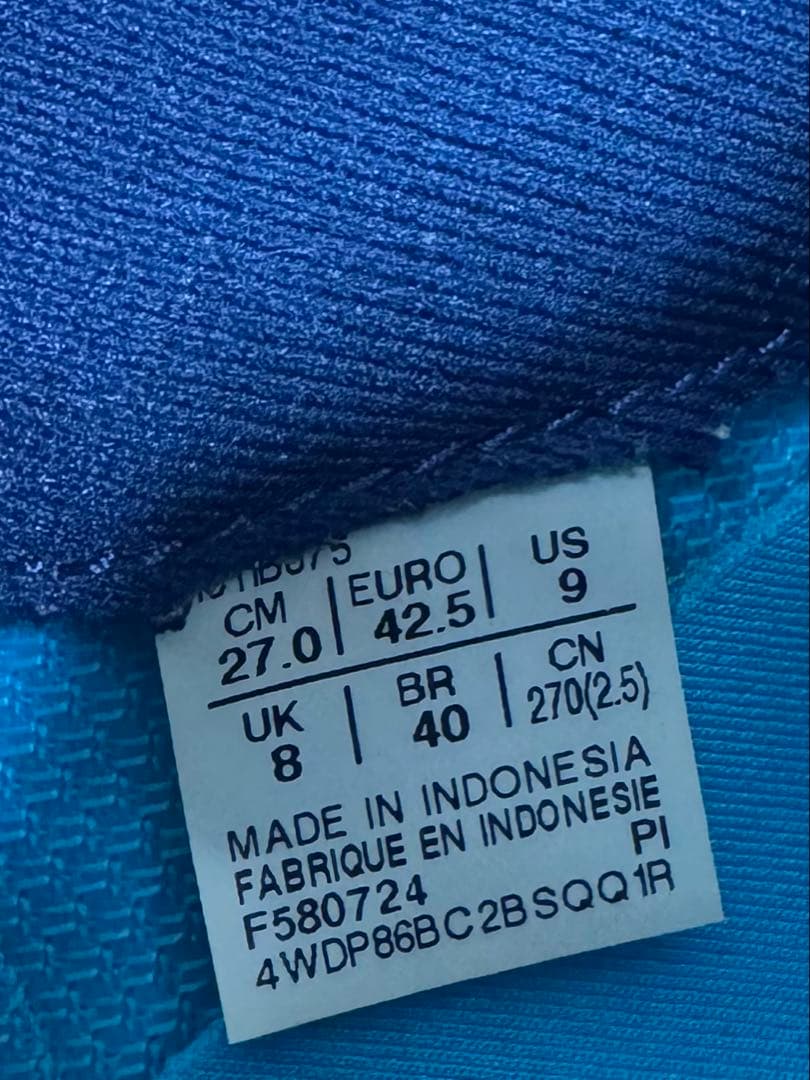 CM | EURO | US
27.0 | 42.5 | 9
UK | BR | CN
8 | 40 | 270(2.5)
MADE IN INDONESIA
FABRIQUE EN INDONESIE
PI
F580724
4WDP86BC2BSQQ1R